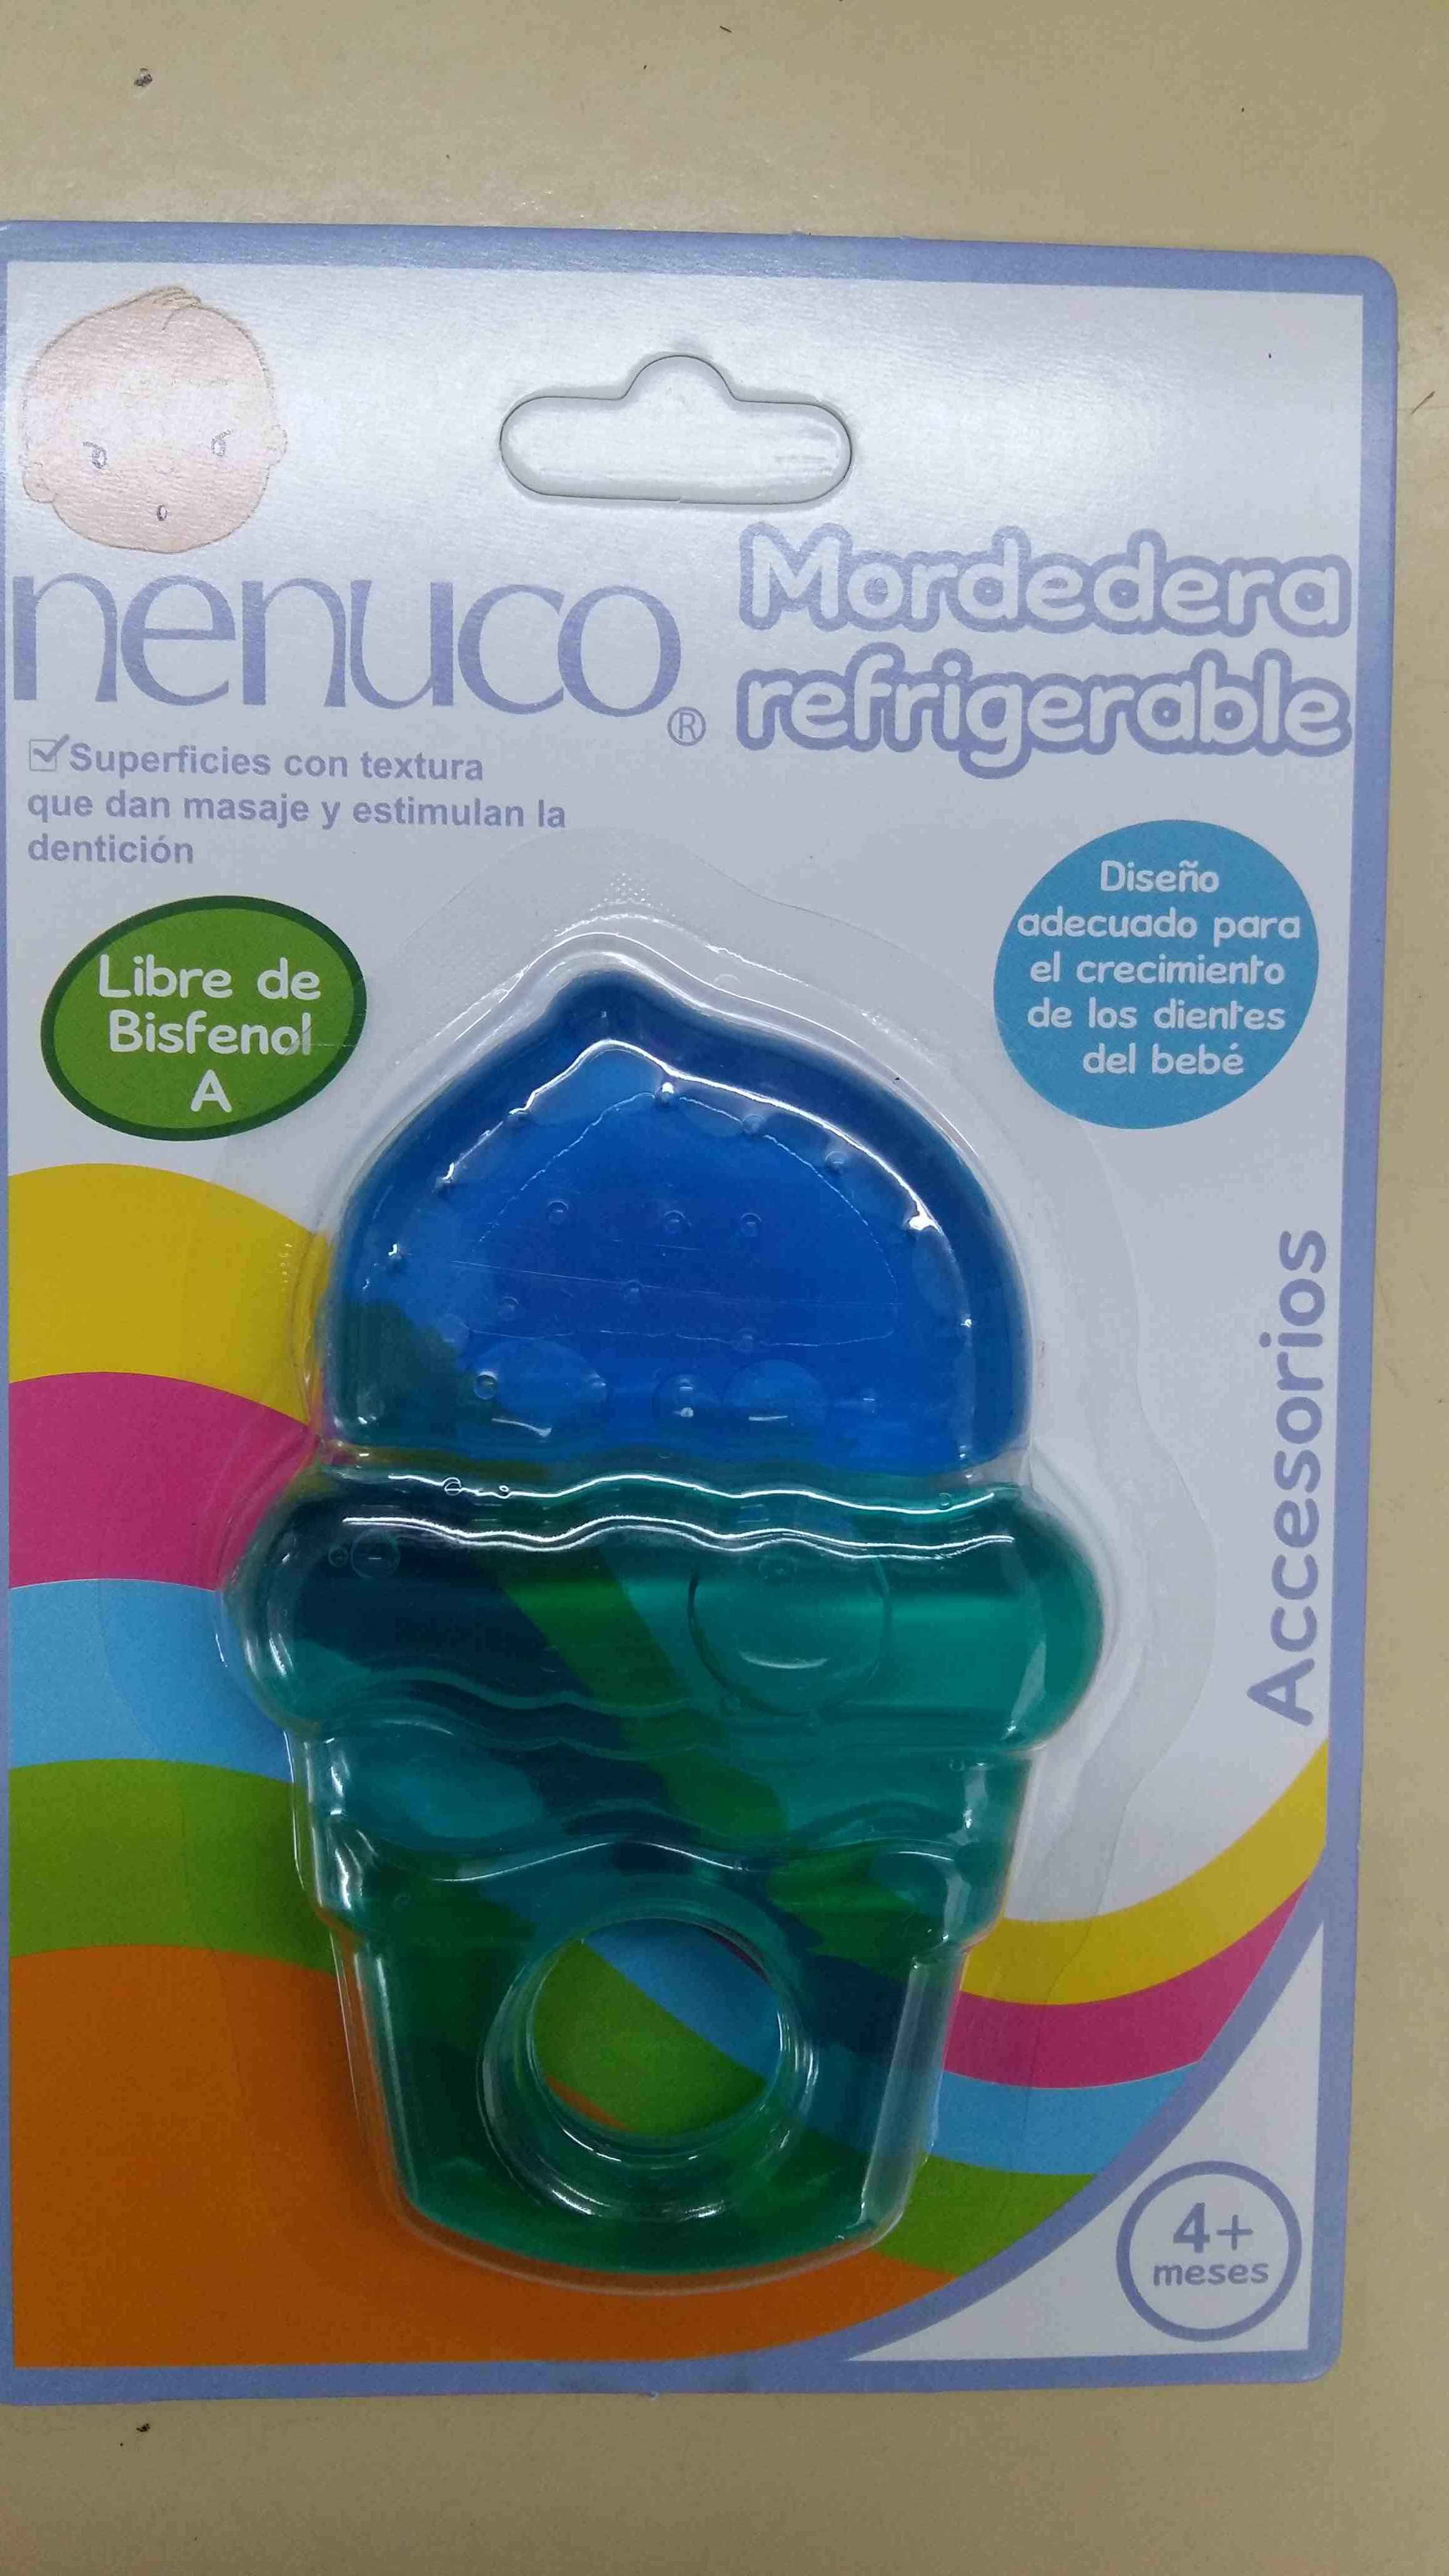 nenuco®
Mordedera
refrigerable
Superficies con textura
que dan masaje y estimulan la
dentición
Libre de
Bisfenol
A
Diseño
adecuado para
el crecimiento
de los dientes
del bebé
Accesorios
4+
meses